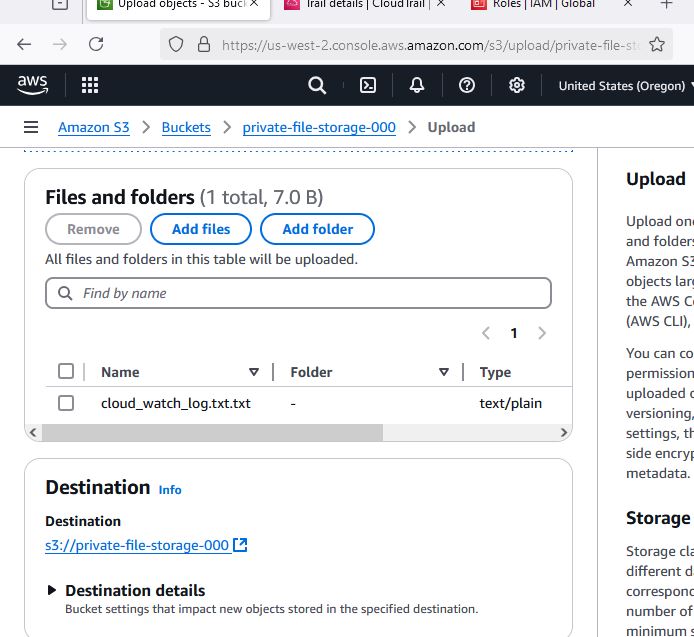 Upload objects - S3 buck
Trail details | CloudTrail |
Roles | IAM | Global
https://us-west-2.console.aws.amazon.com/s3/upload/private-file-sto
aws
United States (Oregon)
Amazon S3 > Buckets > private-file-storage-000 > Upload
Files and folders (1 total, 7.0 B)
Remove Add files Add folder
All files and folders in this table will be uploaded.
Find by name
1
Name Folder Type
cloud_watch_log.txt.txt - text/plain
Destination Info
Destination
s3://private-file-storage-000
Destination details
Bucket settings that impact new objects stored in the specified destination.
Upload
Upload one
and folders
Amazon S3
objects larg
the AWS Co
(AWS CLI),
You can co
permission
uploaded o
versioning,
settings, th
side encryp
metadata.
Storage
Storage cla
different da
correspond
number of
minimum s